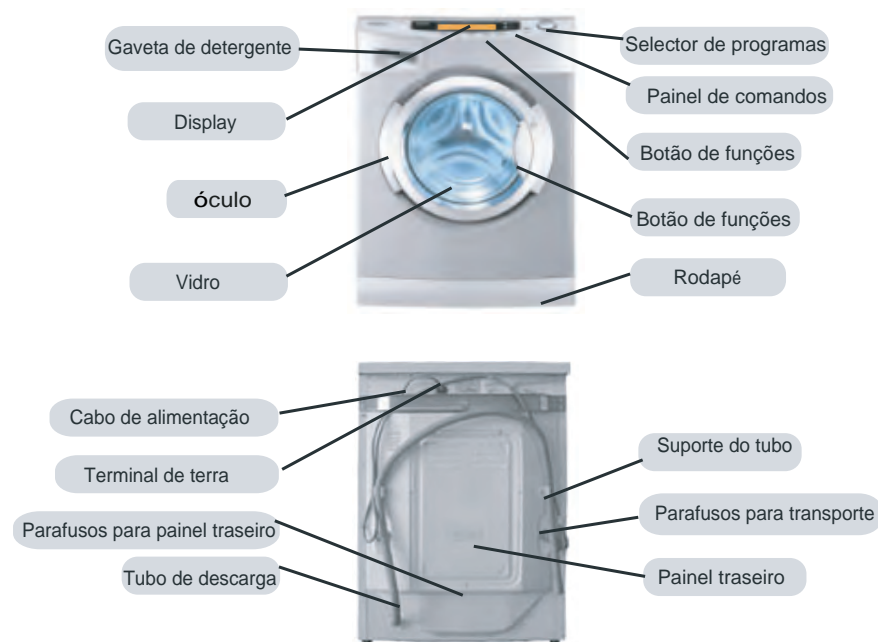 Gaveta de detergente
Selector de programas
Display
Painel de comandos
Botão de funções
óculo
Botão de funções
Vidro
Rodapé
Cabo de alimentação
Suporte do tubo
Terminal de terra
Parafusos para transporte
Parafusos para painel traseiro
Tubo de descarga
Painel traseiro